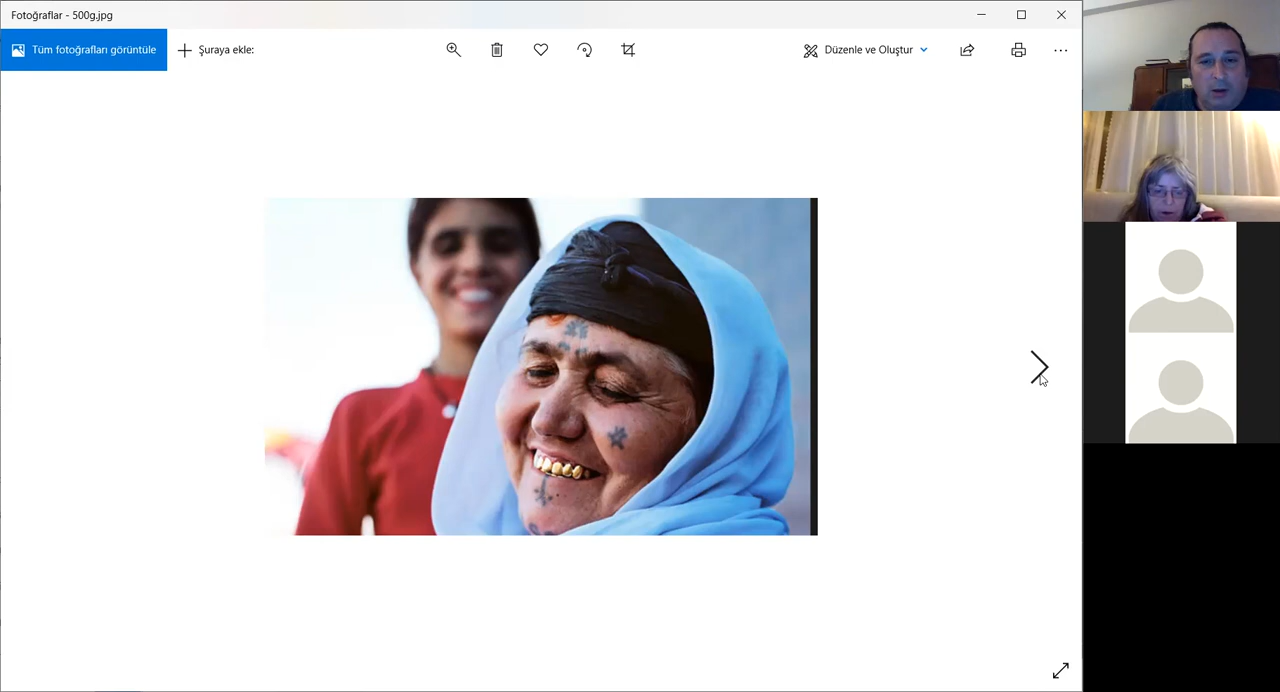 Fotoğraflar - 500g.jpg
Tüm fotoğrafları görüntüle
Şuraya ekle:
Düzenle ve Oluştur